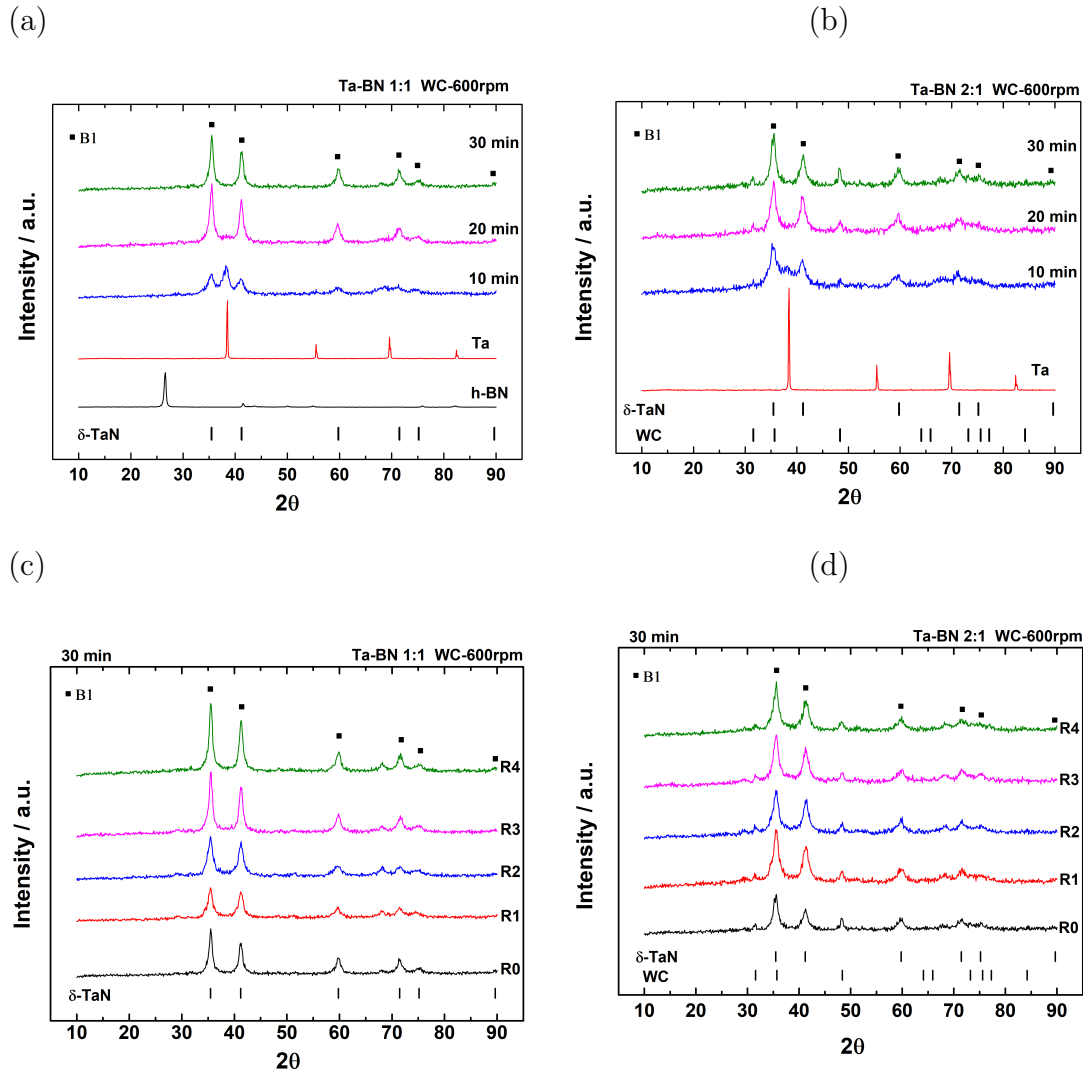 (a)
Ta-BN 1:1 WC-600rpm
■ B1
30 min
20 min
10 min
Ta
h-BN
δ-TaN
Intensity / a.u.
10 20 30 40 50 60 70 80 90
2θ
(b)
Ta-BN 2:1 WC-600rpm
■ B1
30 min
20 min
10 min
Ta
δ-TaN
WC
Intensity / a.u.
10 20 30 40 50 60 70 80 90
2θ
(c)
30 min Ta-BN 1:1 WC-600rpm
■ B1
R4
R3
R2
R1
R0
δ-TaN
Intensity / a.u.
10 20 30 40 50 60 70 80 90
2θ
(d)
30 min Ta-BN 2:1 WC-600rpm
■ B1
R4
R3
R2
R1
R0
δ-TaN
WC
Intensity / a.u.
10 20 30 40 50 60 70 80 90
2θ